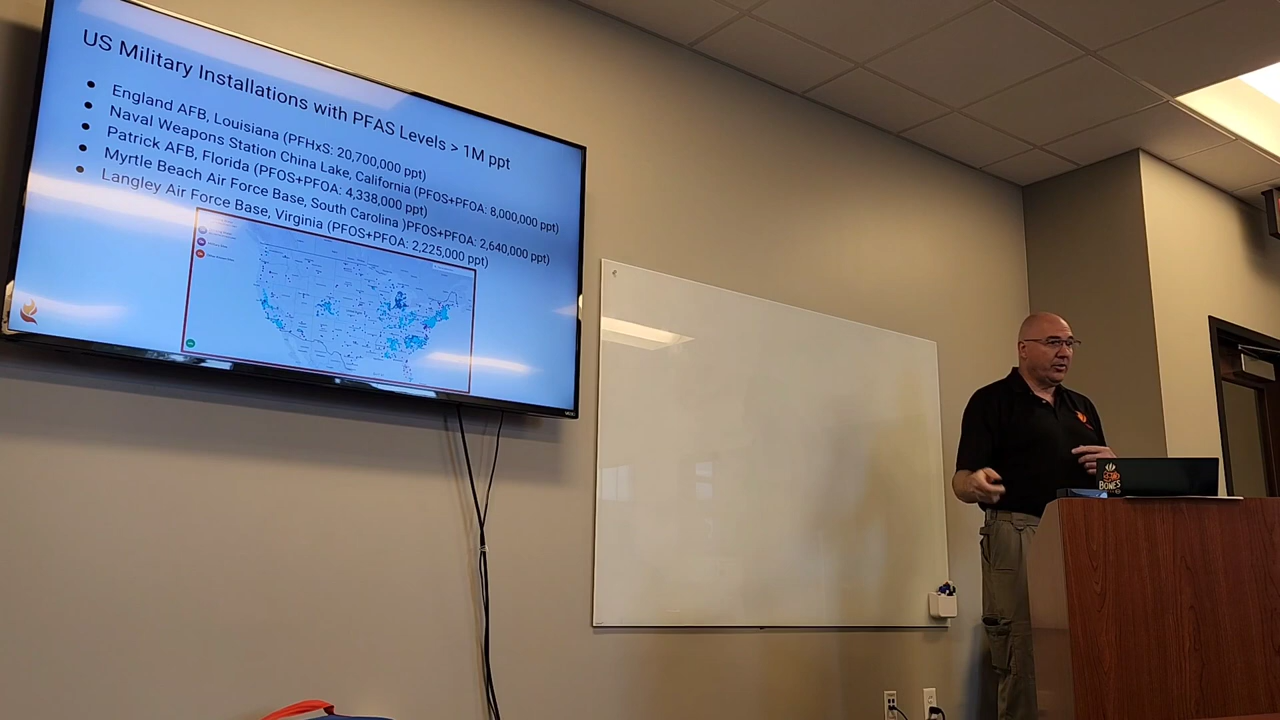 US Military Installations with PFAS Levels > 1M ppt
England AFB, Louisiana (PFHxS: 20,700,000 ppt)
Naval Weapons Station China Lake, California (PFOS+PFOA: 8,000,000 ppt)
Patrick AFB, Florida (PFOS+PFOA: 4,338,000 ppt)
Myrtle Beach Air Force Base, South Carolina )PFOS+PFOA: 2,640,000 ppt)
Langley Air Force Base, Virginia (PFOS+PFOA: 2,225,000 ppt)
BONES